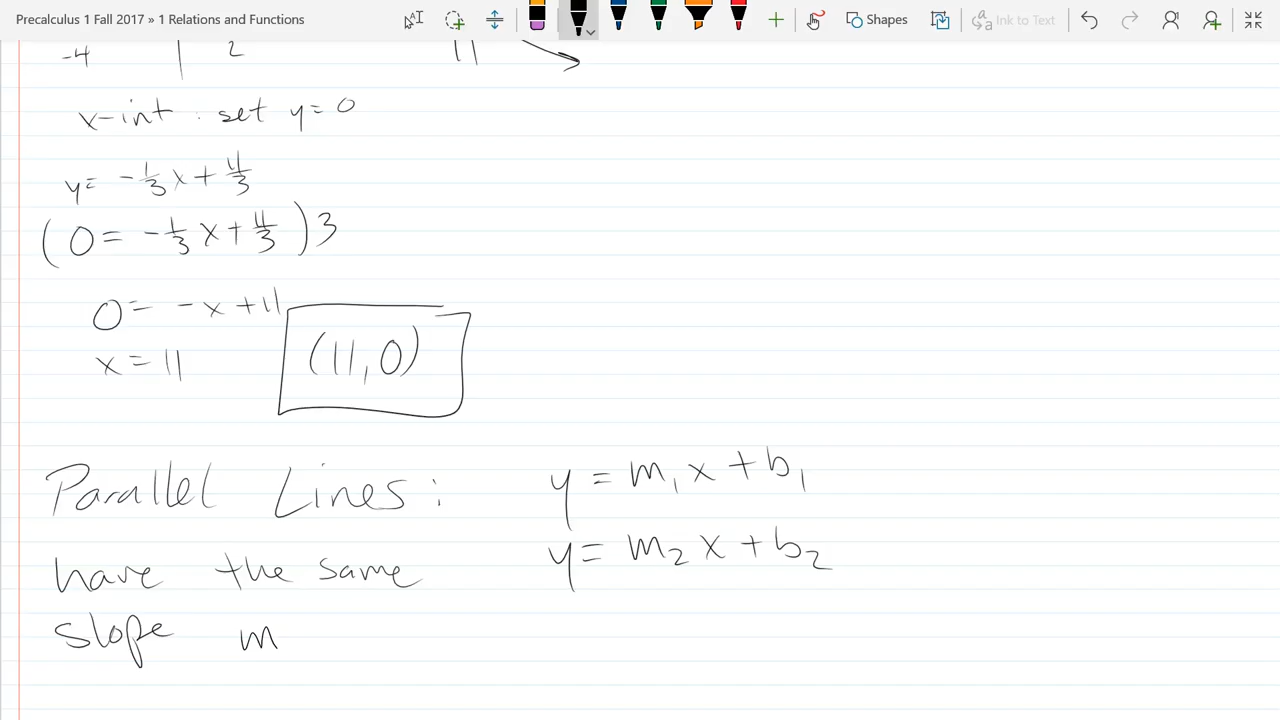 Precalculus 1 Fall 2017 » 1 Relations and Functions
Shapes
Ink to Text
-4 | 2 11
x-int : set y=0
y= -1/3 x + 11/3
(0= -1/3 x + 11/3)3
0= -x+11
x=11
(11,0)
Parallel Lines:
have the same
slope m
y = m₁x + b₁
y = m₂x + b₂